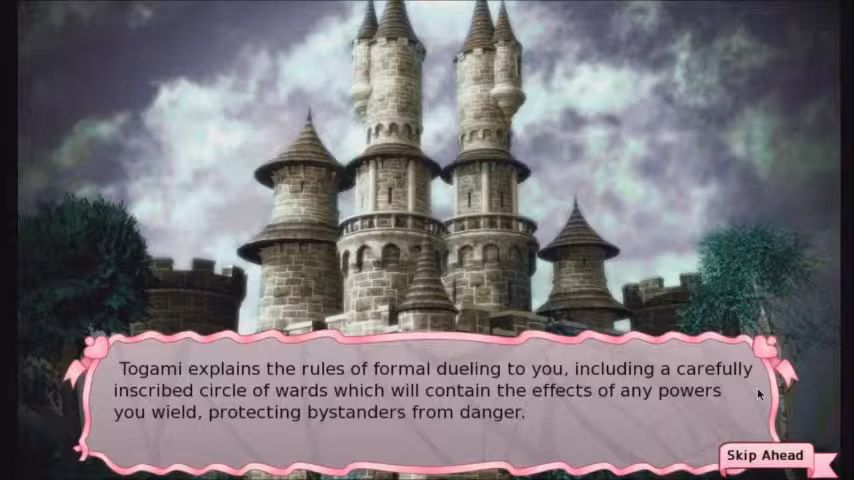 Togami explains the rules of formal dueling to you, including a carefully
inscribed circle of wards which will contain the effects of any powers
you wield, protecting bystanders from danger.
Skip Ahead